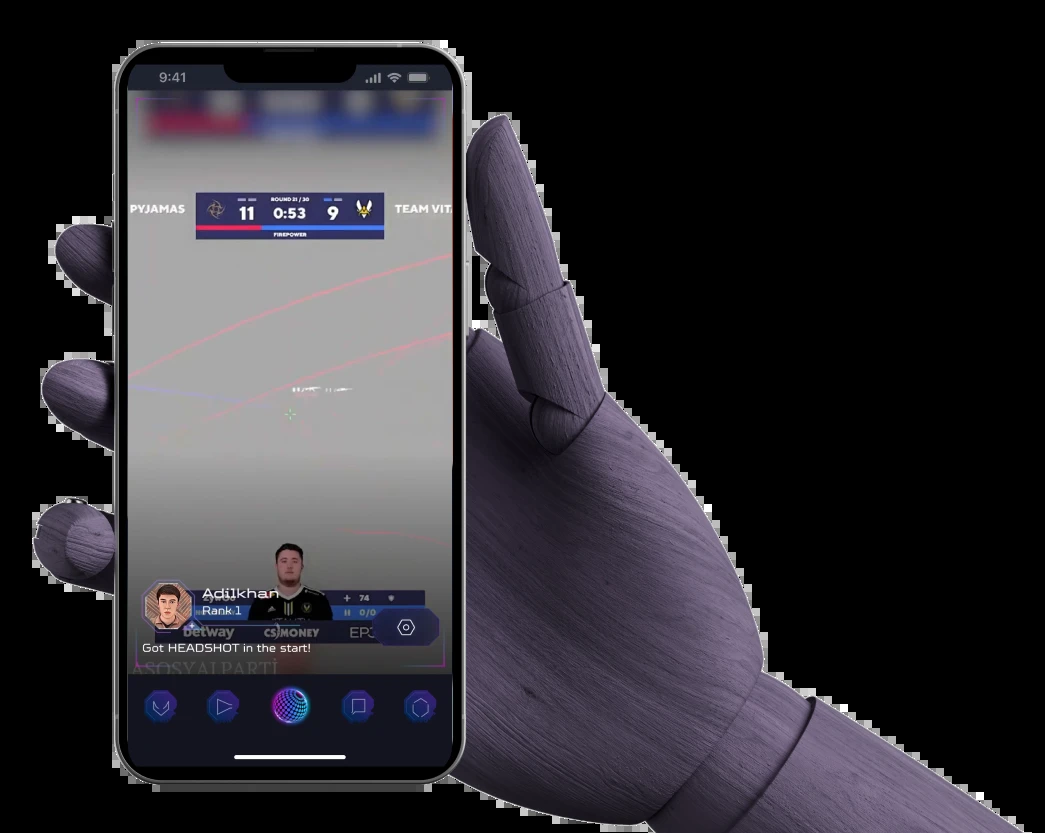 9:41
ROUND 21 / 30
PYJAMAS 11 0:53 9 TEAM VIT
FIREPOWER
Adilkhan
74
Rank 1
0/0
betway CS MONEY EPI
Got HEADSHOT in the start!
ASOSYALPARTİ